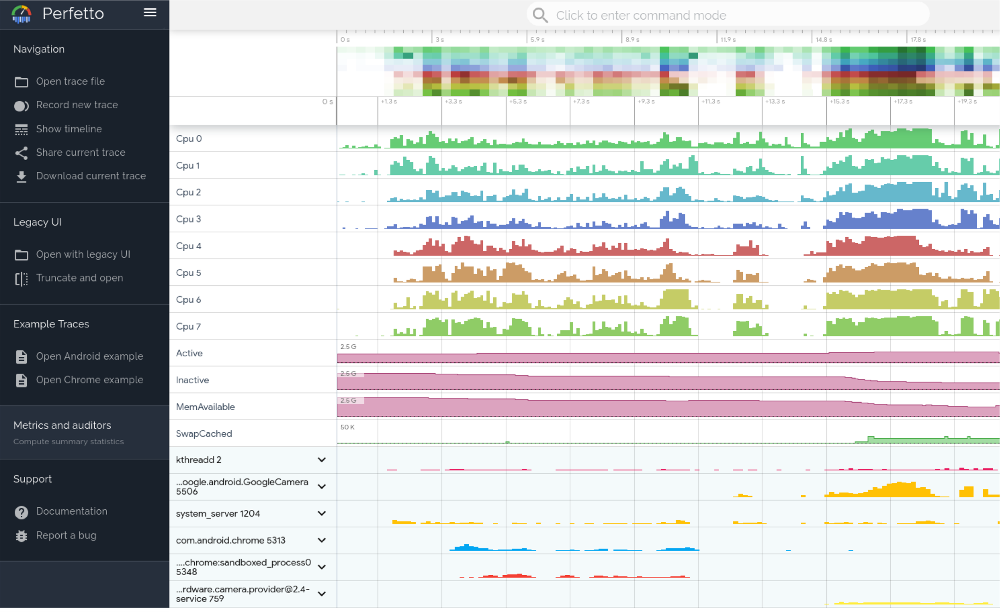 Perfetto
Click to enter command mode
Navigation
Open trace file
Record new trace
Show timeline
Share current trace
Download current trace
Legacy UI
Open with legacy UI
Truncate and open
Example Traces
Open Android example
Open Chrome example
Metrics and auditors
Compute summary statistics
Support
Documentation
Report a bug
0 s 3 s 5.9 s 8.9 s 11.9 s 14.8 s 17.8 s
0 s +1.3 s +3.3 s +5.3 s +7.3 s +9.3 s +11.3 s +13.3 s +15.3 s +17.3 s +19.3 s
Cpu 0
Cpu 1
Cpu 2
Cpu 3
Cpu 4
Cpu 5
Cpu 6
Cpu 7
Active 2.5 G
Inactive 2.5 G
MemAvailable 2.5 G
SwapCached 50 K
kthreadd 2
...oogle.android.GoogleCamera
5506
system_server 1204
com.android.chrome 5313
....chrome:sandboxed_process0
5348
...rdware.camera.provider@2.4-
service 759